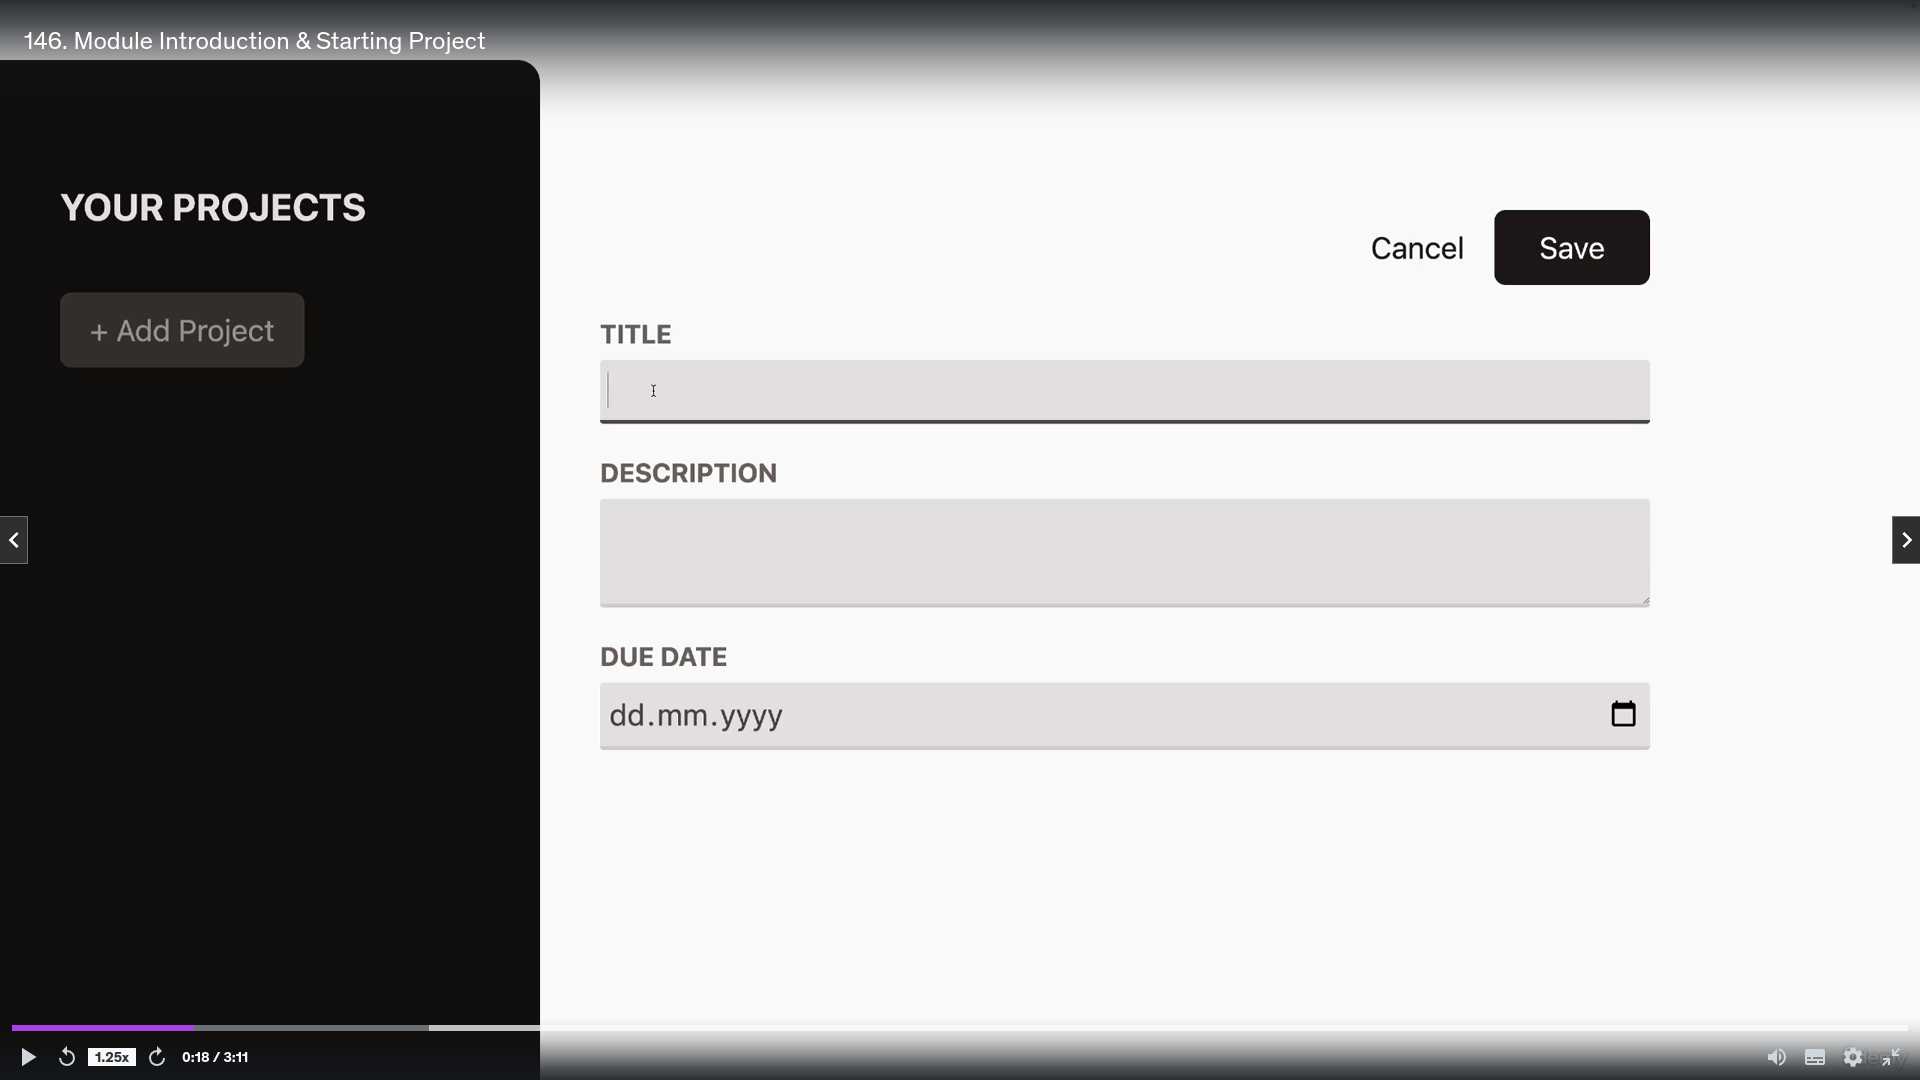 146. Module Introduction & Starting Project
YOUR PROJECTS
+ Add Project
Cancel
Save
TITLE
DESCRIPTION
DUE DATE
dd.mm.yyyy
1.25x
0:18 / 3:11